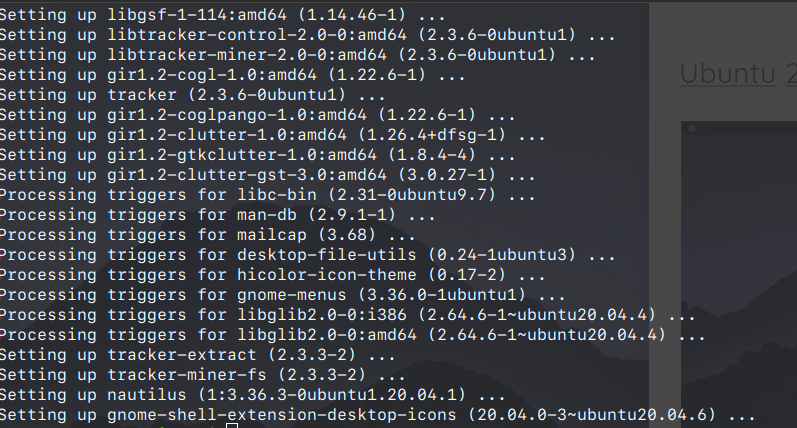 Setting up libgsf-1-114:amd64 (1.14.46-1) ...
Setting up libtracker-control-2.0-0:amd64 (2.3.6-0ubuntu1) ...
Setting up libtracker-miner-2.0-0:amd64 (2.3.6-0ubuntu1) ...
Setting up gir1.2-cogl-1.0:amd64 (1.22.6-1) ...
Setting up tracker (2.3.6-0ubuntu1) ...
Setting up gir1.2-coglpango-1.0:amd64 (1.22.6-1) ...
Setting up gir1.2-clutter-1.0:amd64 (1.26.4+dfsg-1) ...
Setting up gir1.2-gtkclutter-1.0:amd64 (1.8.4-4) ...
Setting up gir1.2-clutter-gst-3.0:amd64 (3.0.27-1) ...
Processing triggers for libc-bin (2.31-0ubuntu9.7) ...
Processing triggers for man-db (2.9.1-1) ...
Processing triggers for mailcap (3.68) ...
Processing triggers for desktop-file-utils (0.24-1ubuntu3) ...
Processing triggers for hicolor-icon-theme (0.17-2) ...
Processing triggers for gnome-menus (3.36.0-1ubuntu1) ...
Processing triggers for libglib2.0-0:i386 (2.64.6-1~ubuntu20.04.4) ...
Processing triggers for libglib2.0-0:amd64 (2.64.6-1~ubuntu20.04.4) ...
Setting up tracker-extract (2.3.3-2) ...
Setting up tracker-miner-fs (2.3.3-2) ...
Setting up nautilus (1:3.36.3-0ubuntu1.20.04.1) ...
Setting up gnome-shell-extension-desktop-icons (20.04.0-3~ubuntu20.04.6) ...
Ubuntu